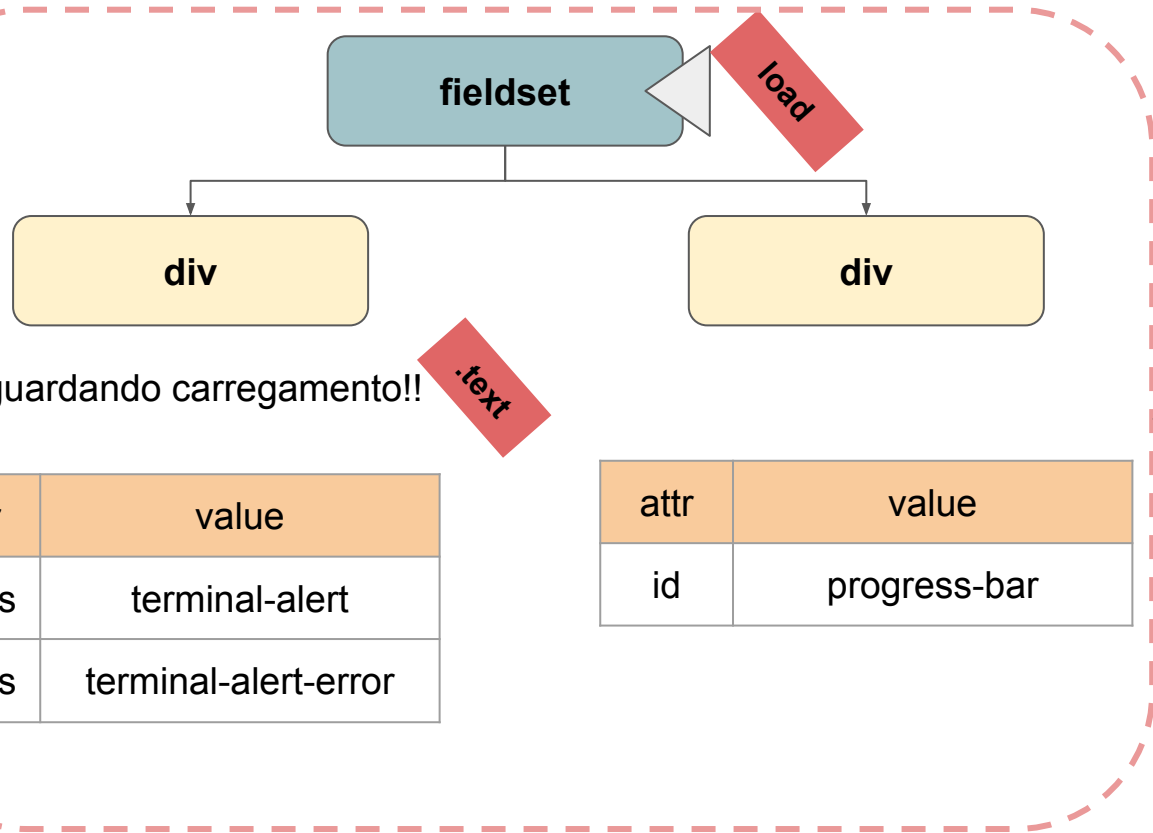 fieldset
load
div
div
guardando carregamento!!
.text
value
s terminal-alert
s terminal-alert-error
attr value
id progress-bar